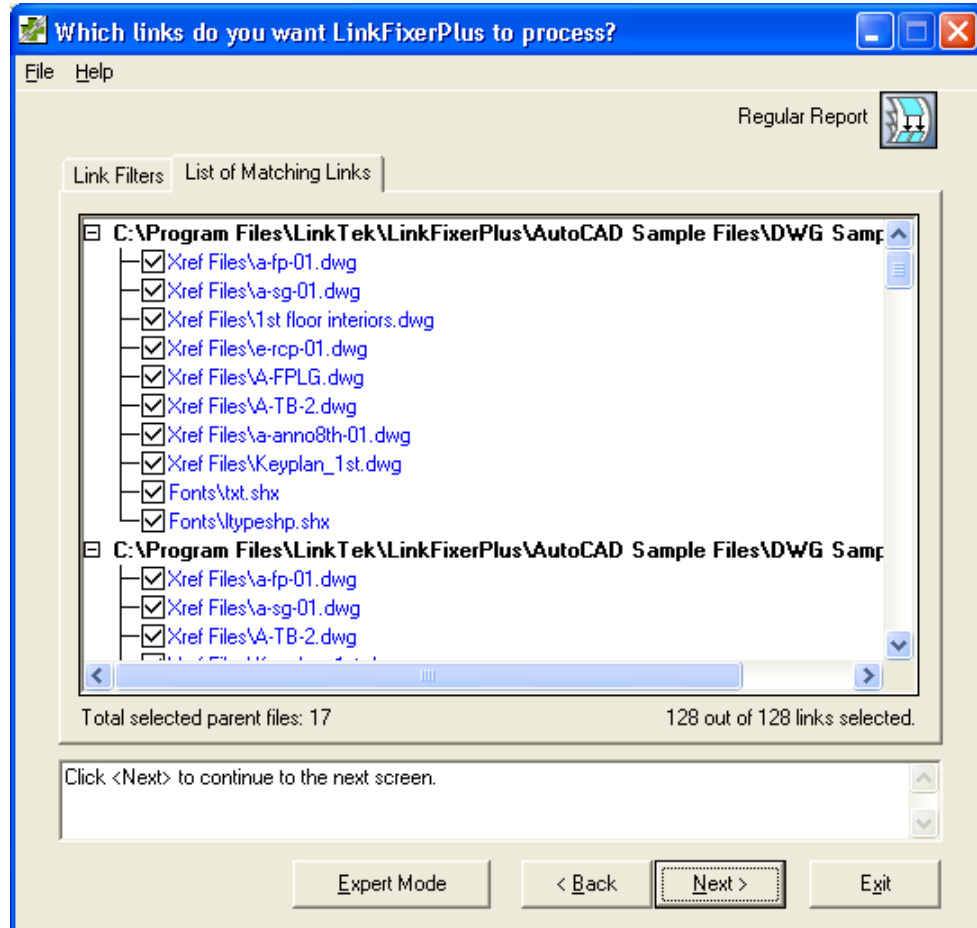 Which links do you want LinkFixerPlus to process?
File Help
Regular Report
Link Filters List of Matching Links
C:\Program Files\LinkTek\LinkFixerPlus\AutoCAD Sample Files\DWG Samp
Xref Files\a-fp-01.dwg
Xref Files\a-sg-01.dwg
Xref Files\1st floor interiors.dwg
Xref Files\e-rcp-01.dwg
Xref Files\A-FPLG.dwg
Xref Files\A-TB-2.dwg
Xref Files\a-anno8th-01.dwg
Xref Files\Keyplan_1st.dwg
Fonts\txt.shx
Fonts\ltypeshp.shx
C:\Program Files\LinkTek\LinkFixerPlus\AutoCAD Sample Files\DWG Samp
Xref Files\a-fp-01.dwg
Xref Files\a-sg-01.dwg
Xref Files\A-TB-2.dwg
Total selected parent files: 17 128 out of 128 links selected.
Click <Next> to continue to the next screen.
Expert Mode < Back Next > Exit